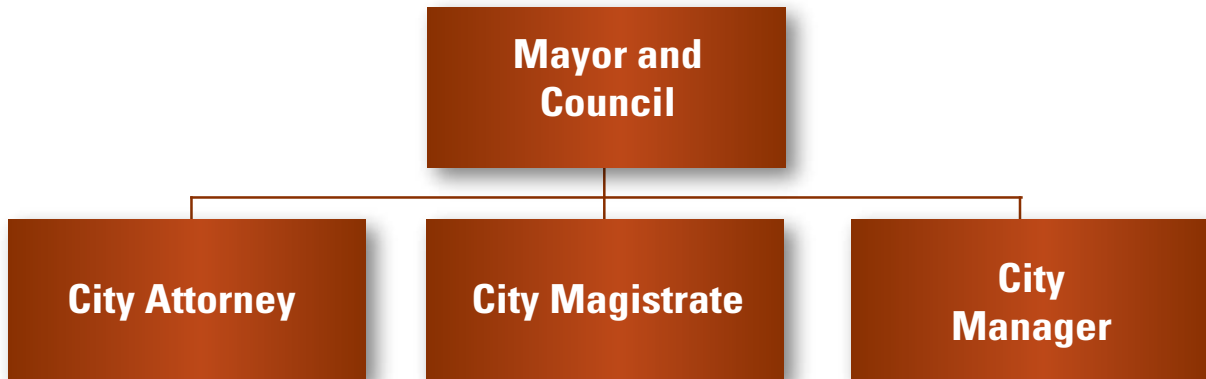 Mayor and
Council
City Attorney
City Magistrate
City
Manager